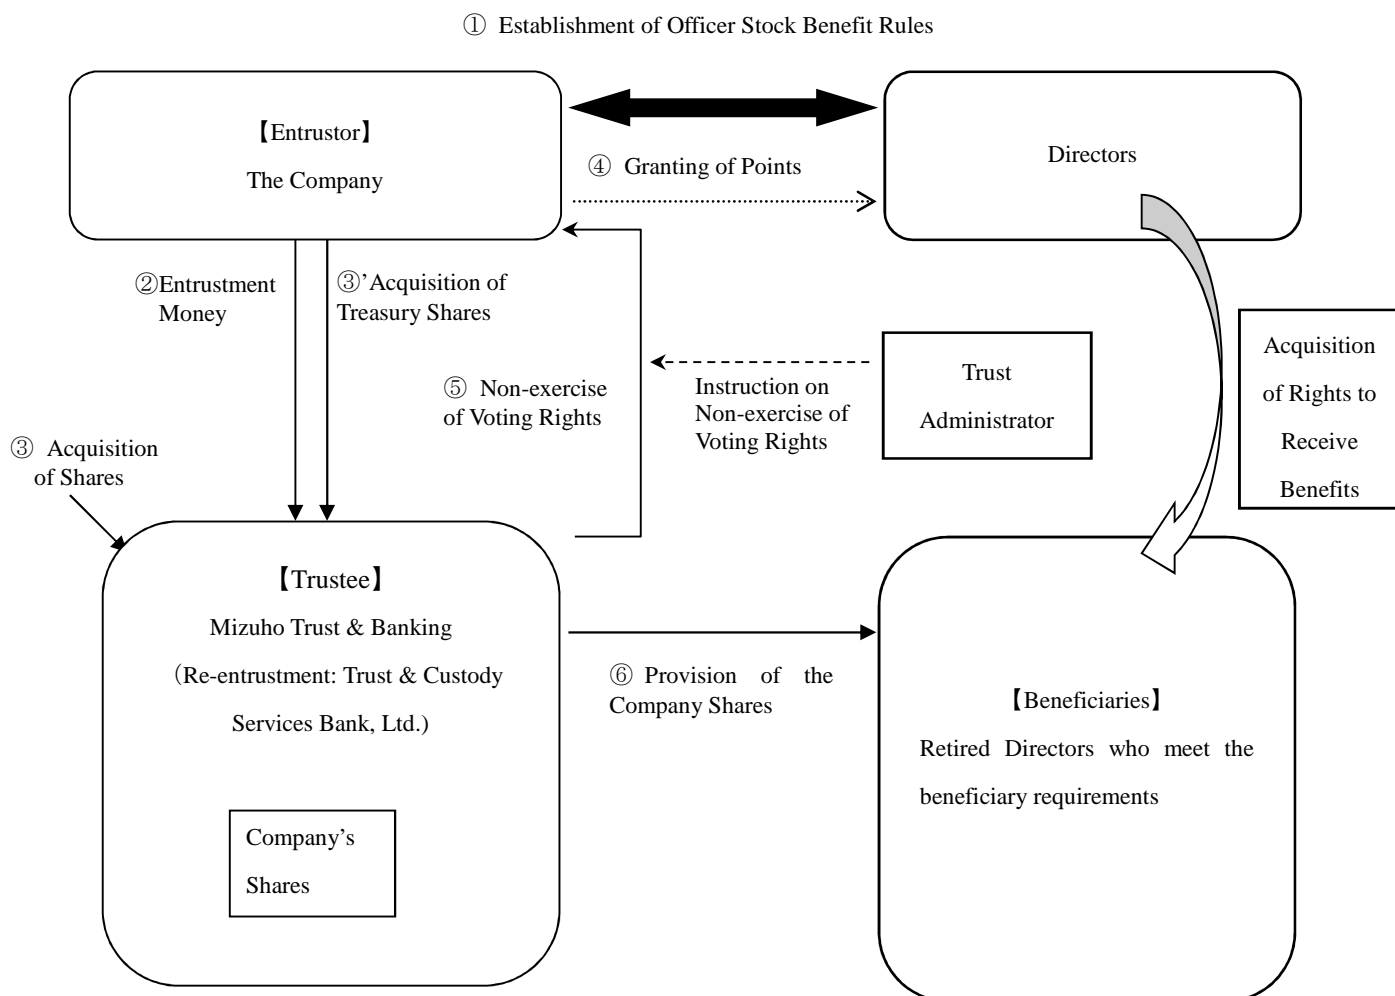 ① Establishment of Officer Stock Benefit Rules
【Entrustor】
The Company
④ Granting of Points
Directors
②Entrustment
Money
③’Acquisition of
Treasury Shares
⑤ Non-exercise
of Voting Rights
Instruction on
Non-exercise of
Voting Rights
Trust
Administrator
Acquisition
of Rights to
Receive
Benefits
③ Acquisition
of Shares
【Trustee】
Mizuho Trust & Banking
(Re-entrustment: Trust & Custody
Services Bank, Ltd.)
Company’s
Shares
⑥ Provision of the
Company Shares
【Beneficiaries】
Retired Directors who meet the
beneficiary requirements